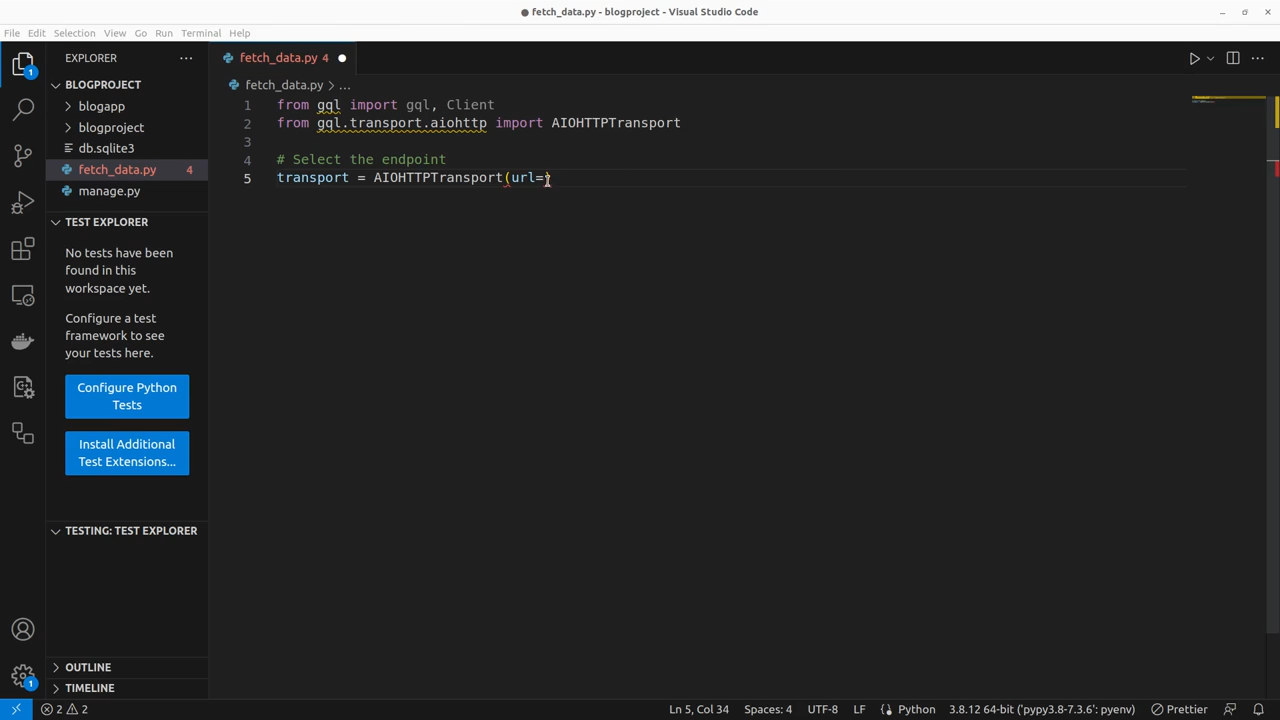 fetch_data.py - blogproject - Visual Studio Code
File Edit Selection View Go Run Terminal Help
EXPLORER
BLOGPROJECT
blogapp
blogproject
db.sqlite3
fetch_data.py 4
manage.py
TEST EXPLORER
No tests have been
found in this
workspace yet.
Configure a test
framework to see
your tests here.
Configure Python
Tests
Install Additional
Test Extensions...
TESTING: TEST EXPLORER
OUTLINE
TIMELINE
1
1
fetch_data.py 4
fetch_data.py > ...
1 from gql import gql, Client
2 from gql.transport.aiohttp import AIOHTTPTransport
3
4 # Select the endpoint
5 transport = AIOHTTPTransport(url=
2 2
Ln 5, Col 34 Spaces: 4 UTF-8 LF {} Python 3.8.12 64-bit ('pypy3.8-7.3.6': pyenv) Prettier